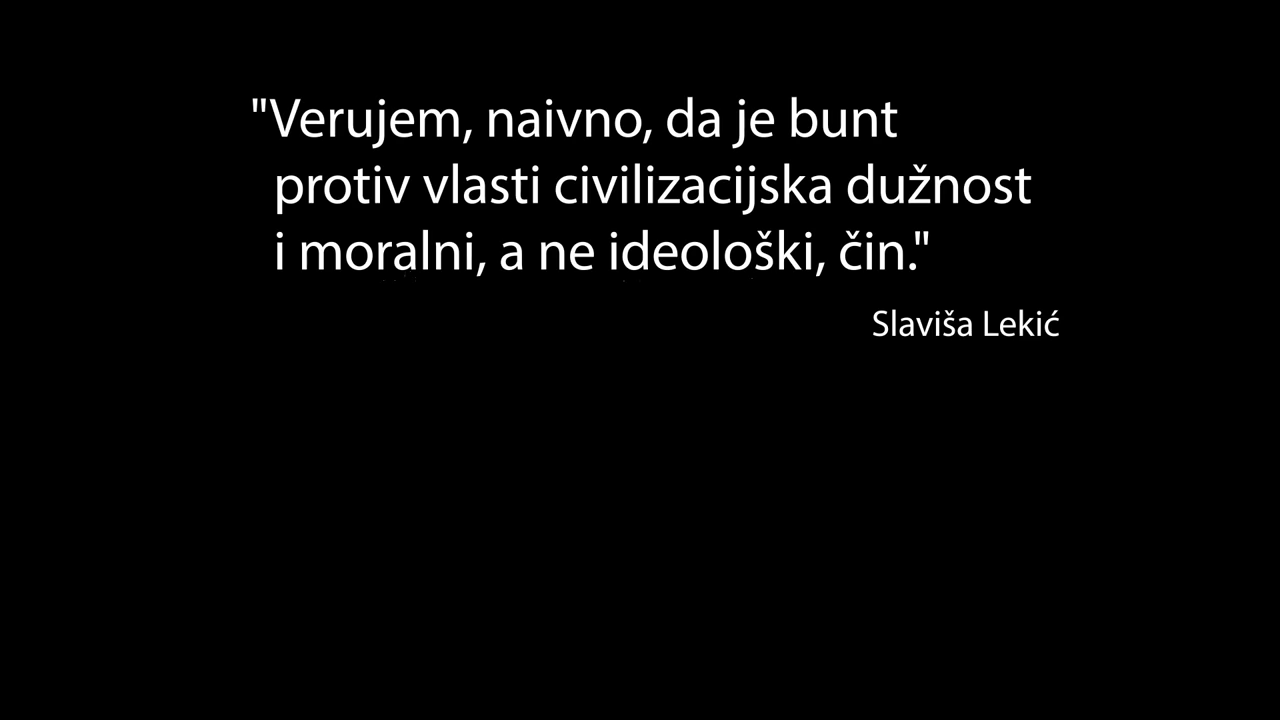 "Verujem, naivno, da je bunt
protiv vlasti civilizacijska dužnost
i moralni, a ne ideološki, čin."
Slaviša Lekić